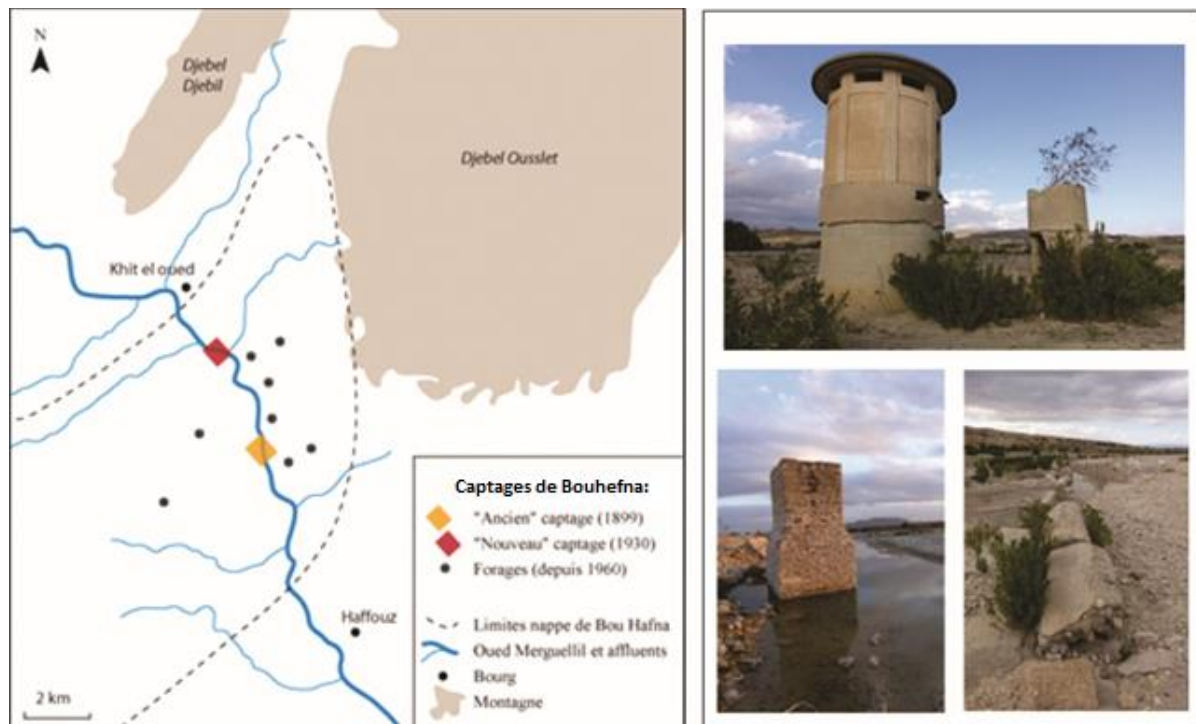 N
Djebel
Djebil
Djebel Ousslet
Khit el oued
Haffouz
2 km
Captages de Bouhefna:
"Ancien" captage (1899)
"Nouveau" captage (1930)
Forages (depuis 1960)
Limites nappe de Bou Hafna
Oued Merguellil et affluents
Bourg
Montagne